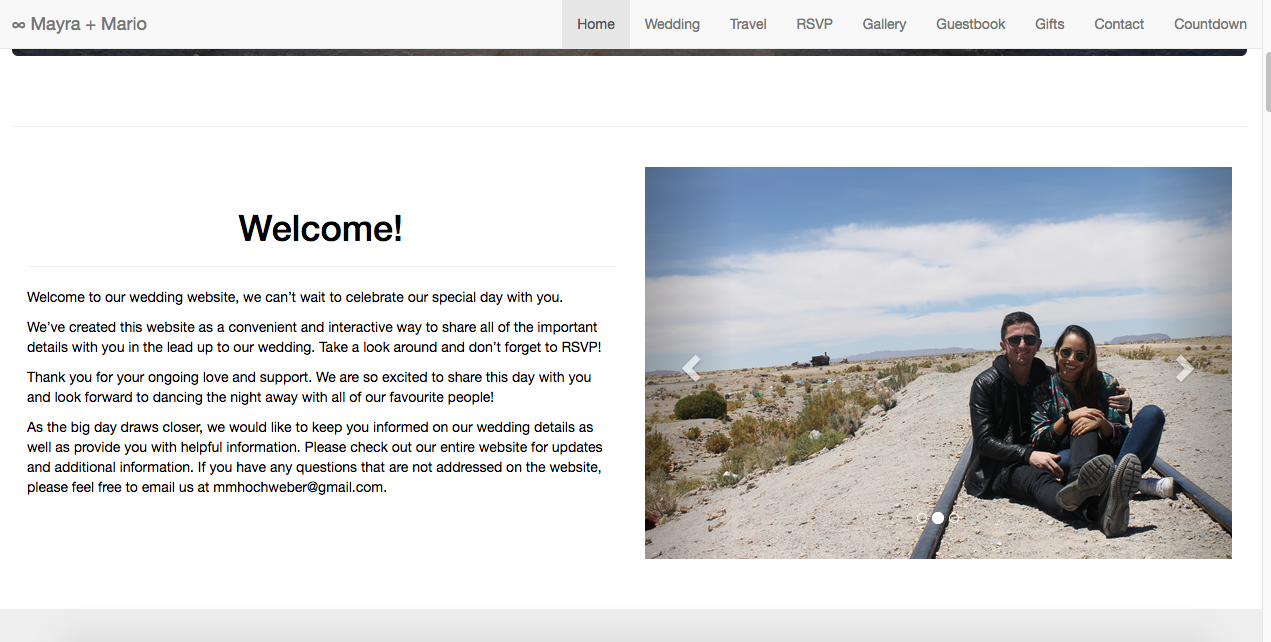 ∞ Mayra + Mario
Home Wedding Travel RSVP Gallery Guestbook Gifts Contact Countdown
Welcome!
Welcome to our wedding website, we can’t wait to celebrate our special day with you.
We’ve created this website as a convenient and interactive way to share all of the important
details with you in the lead up to our wedding. Take a look around and don’t forget to RSVP!
Thank you for your ongoing love and support. We are so excited to share this day with you
and look forward to dancing the night away with all of our favourite people!
As the big day draws closer, we would like to keep you informed on our wedding details as
well as provide you with helpful information. Please check out our entire website for updates
and additional information. If you have any questions that are not addressed on the website,
please feel free to email us at mmhochweber@gmail.com.